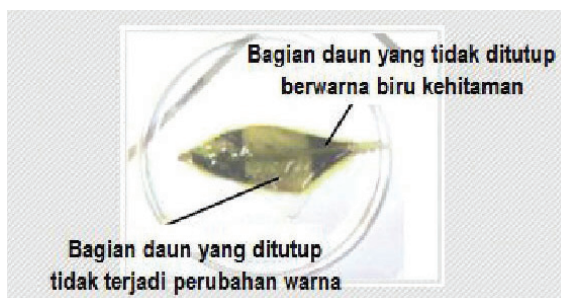 Bagian daun yang tidak ditutup
berwarna biru kehitaman
Bagian daun yang ditutup
tidak terjadi perubahan warna